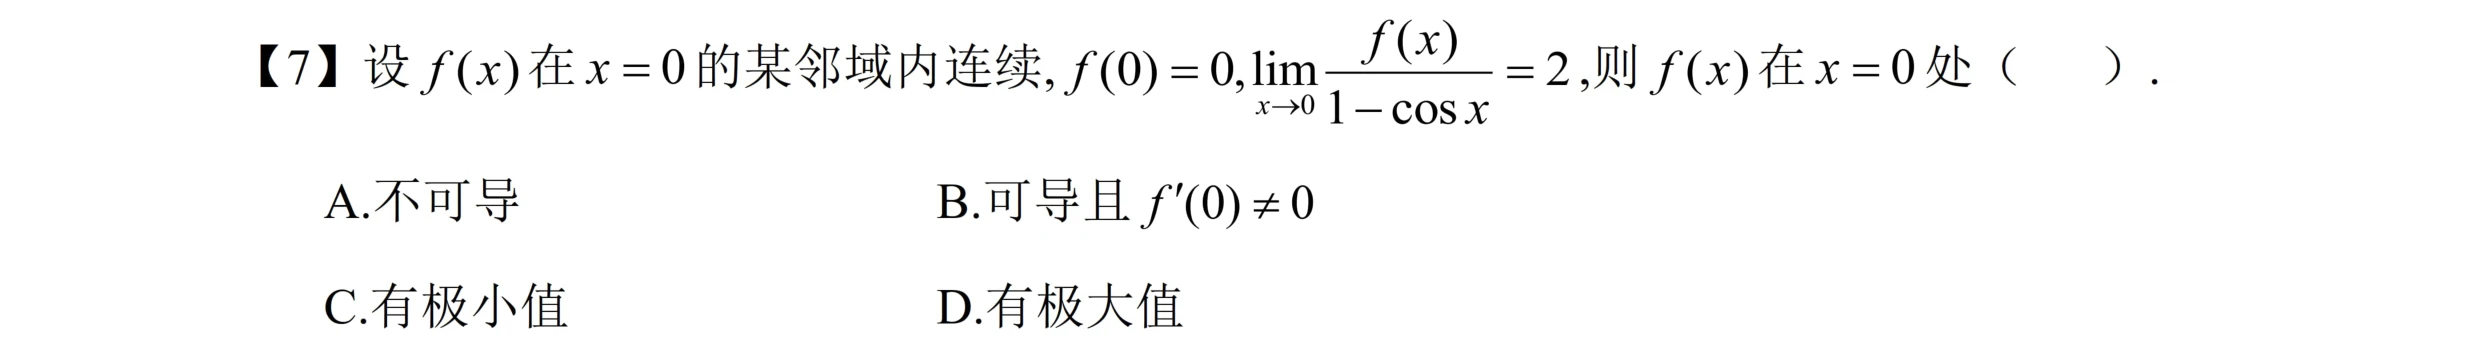 【7】设 f(x)在 x = 0 的某邻域内连续, f(0) = 0, lim_{x→0} f(x)/(1 − cos x) = 2,则 f(x)在 x = 0 处（ ）.
A.不可导 B.可导且 f′(0) ≠ 0
C.有极小值 D.有极大值